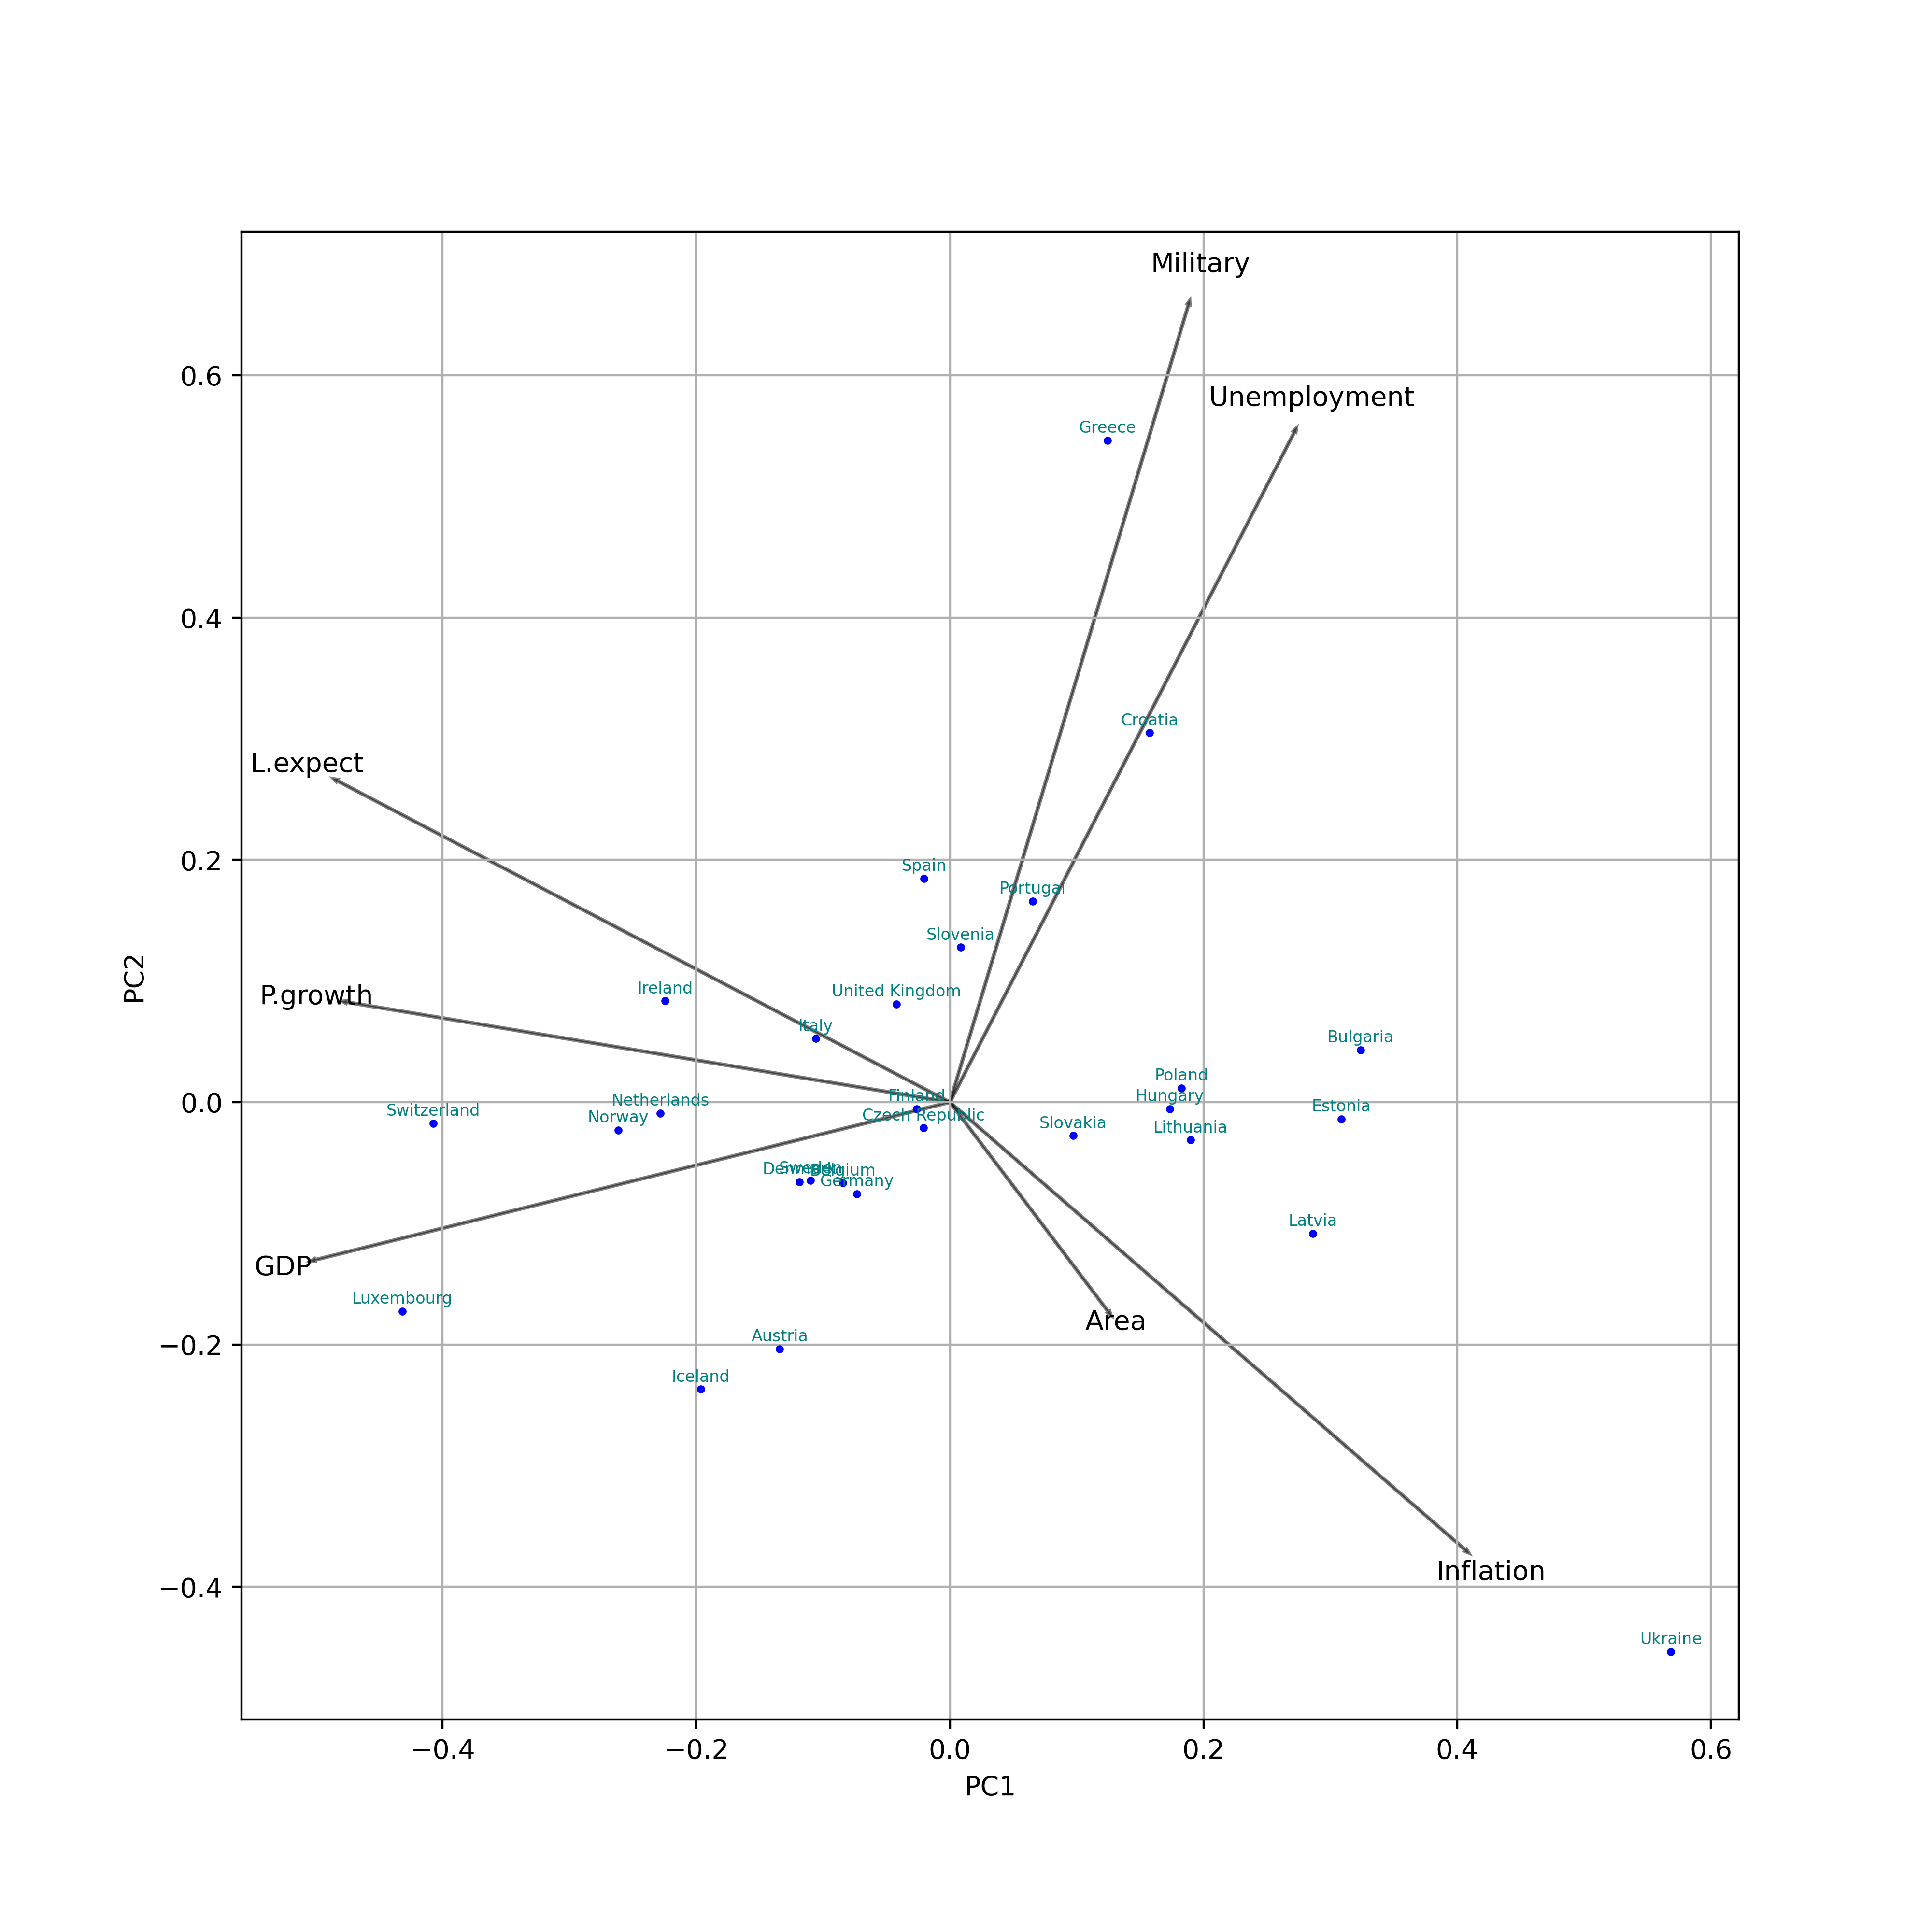 Military
0.6
Unemployment
Greece
0.4
Croatia
L.expect
0.2
Spain
Portugal
Slovenia
PC2
P.growth
Ireland
United Kingdom
Italy
Bulgaria
Poland
0.0
Finland
Hungary
Netherlands
Switzerland
Estonia
Norway
Czech Republic
Slovakia
Lithuania
Denmark
Sweden
Belgium
Germany
Latvia
GDP
Luxembourg
Area
−0.2
Austria
Iceland
Inflation
−0.4
Ukraine
−0.4 −0.2 0.0 0.2 0.4 0.6
PC1